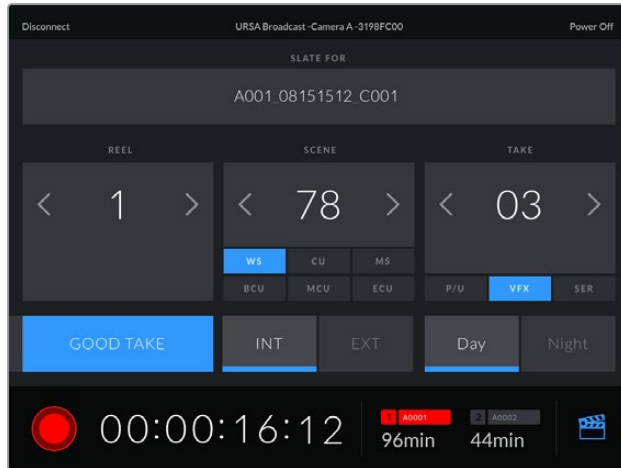 Disconnect URSA Broadcast -Camera A -3198FC00 Power Off
SLATE FOR
A001_08151512_C001
REEL SCENE TAKE
< 1 > < 78 > < 03 >
WS CU MS
BCU MCU ECU P/U VFX SER
GOOD TAKE INT EXT Day Night
00:00:16:12
1 A0001 2 A0002
96min 44min